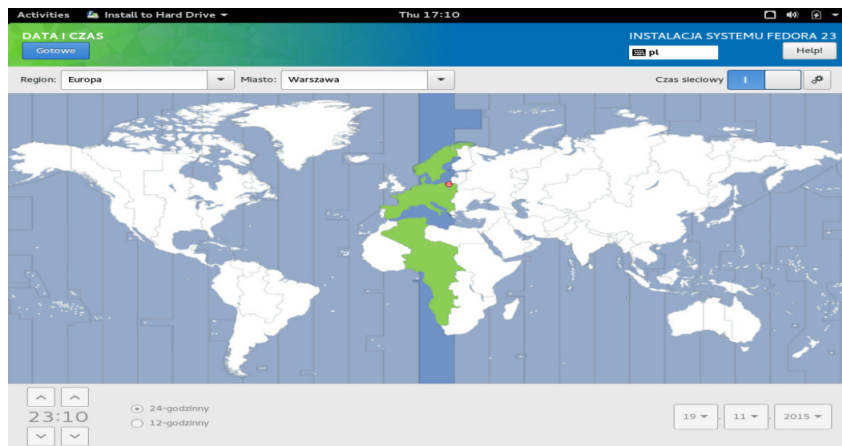 Activities Install to Hard Drive Thu 17:10
DATA I CZAS INSTALACJA SYSTEMU FEDORA 23
Gotowe pl Help!
Region: Europa Miasto: Warszawa Czas sieciowy
23:10
24-godzinny
12-godzinny
19 . 11 . 2015